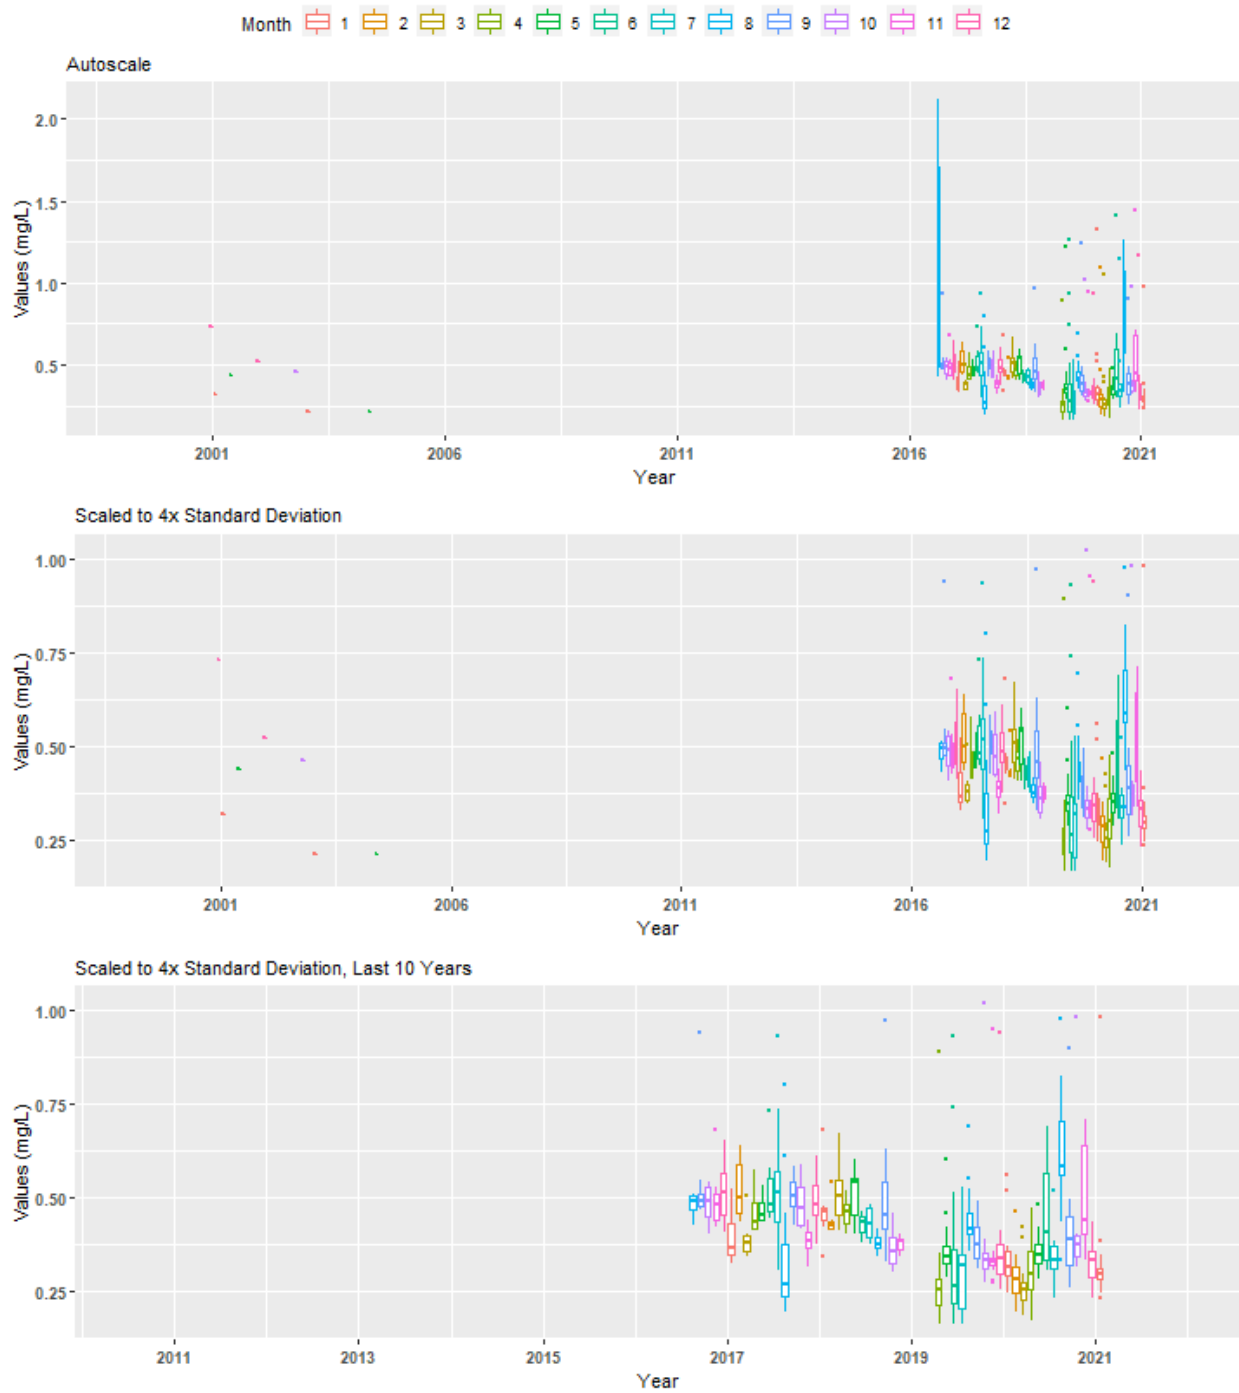 Month 1 2 3 4 5 6 7 8 9 10 11 12
Autoscale
2.0
1.5
1.0
0.5
Values (mg/L)
2001 2006 2011 2016 2021
Year
Scaled to 4x Standard Deviation
1.00
0.75
0.50
0.25
Values (mg/L)
2001 2006 2011 2016 2021
Year
Scaled to 4x Standard Deviation, Last 10 Years
1.00
0.75
0.50
0.25
Values (mg/L)
2011 2013 2015 2017 2019 2021
Year